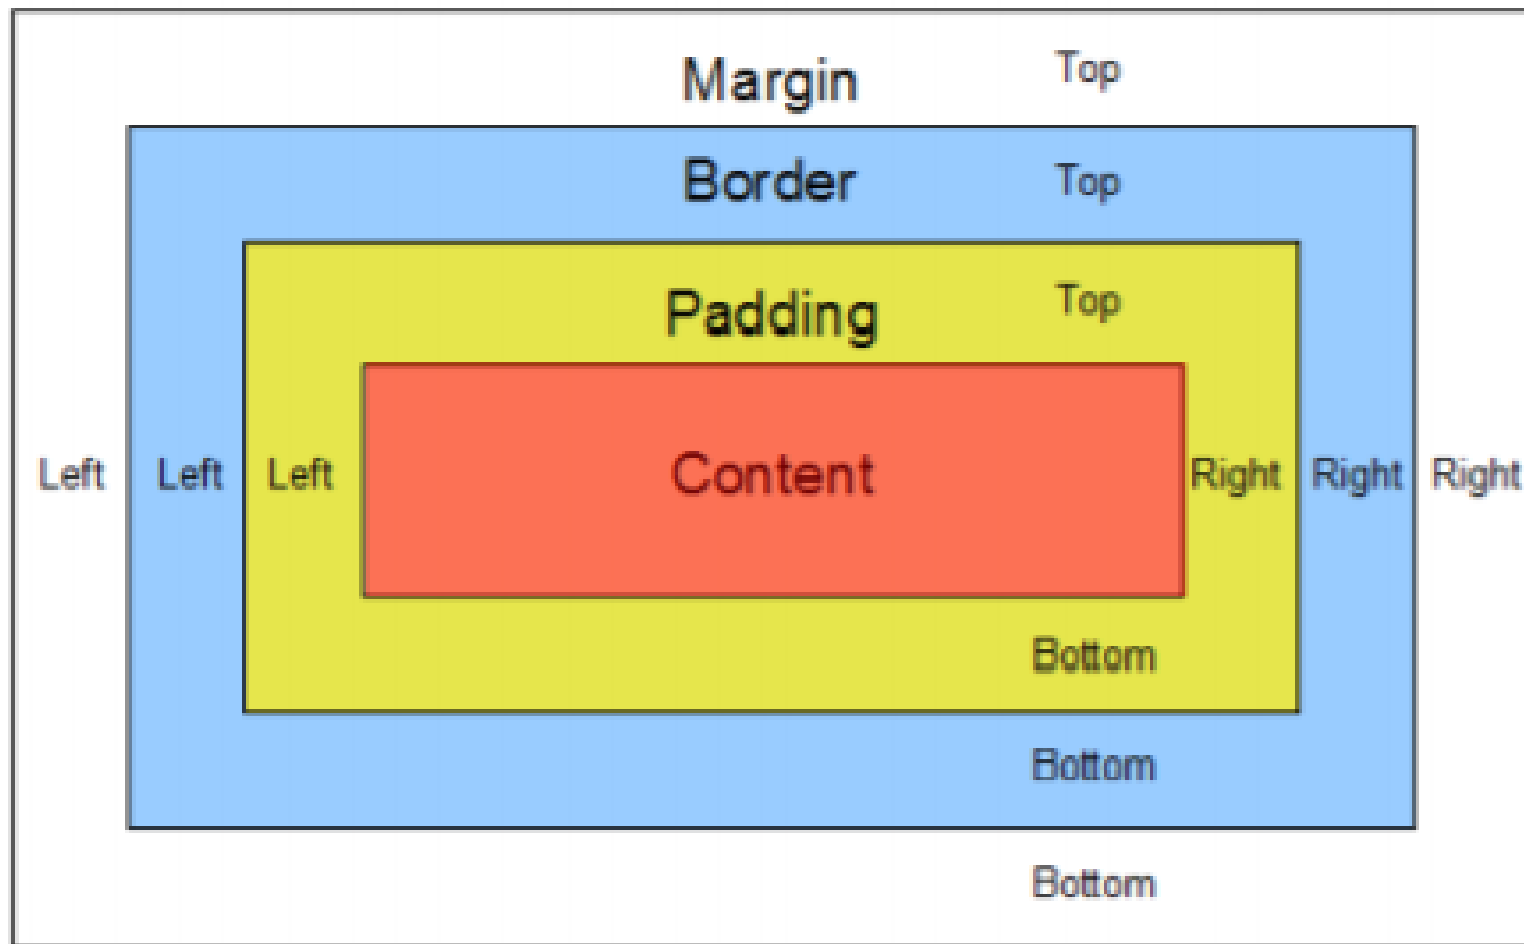 Margin Top
Border Top
Padding Top
Left Left Left Content Right Right Right
Bottom
Bottom
Bottom